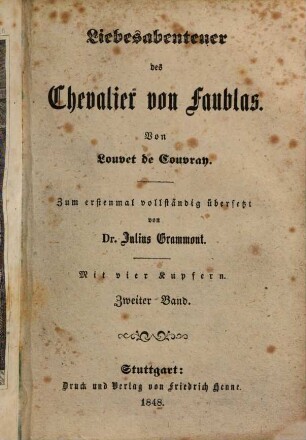 Liebesabenteuer
des
Chevalier von Faublas.
Von
Louvet de Couvray.
Zum erstenmal vollständig übersetzt
von
Dr. Julius Grammont.
Mit vier Kupfern.
Zweiter Band.
Stuttgart:
Druck und Verlag von Friedrich Henne.
1848.